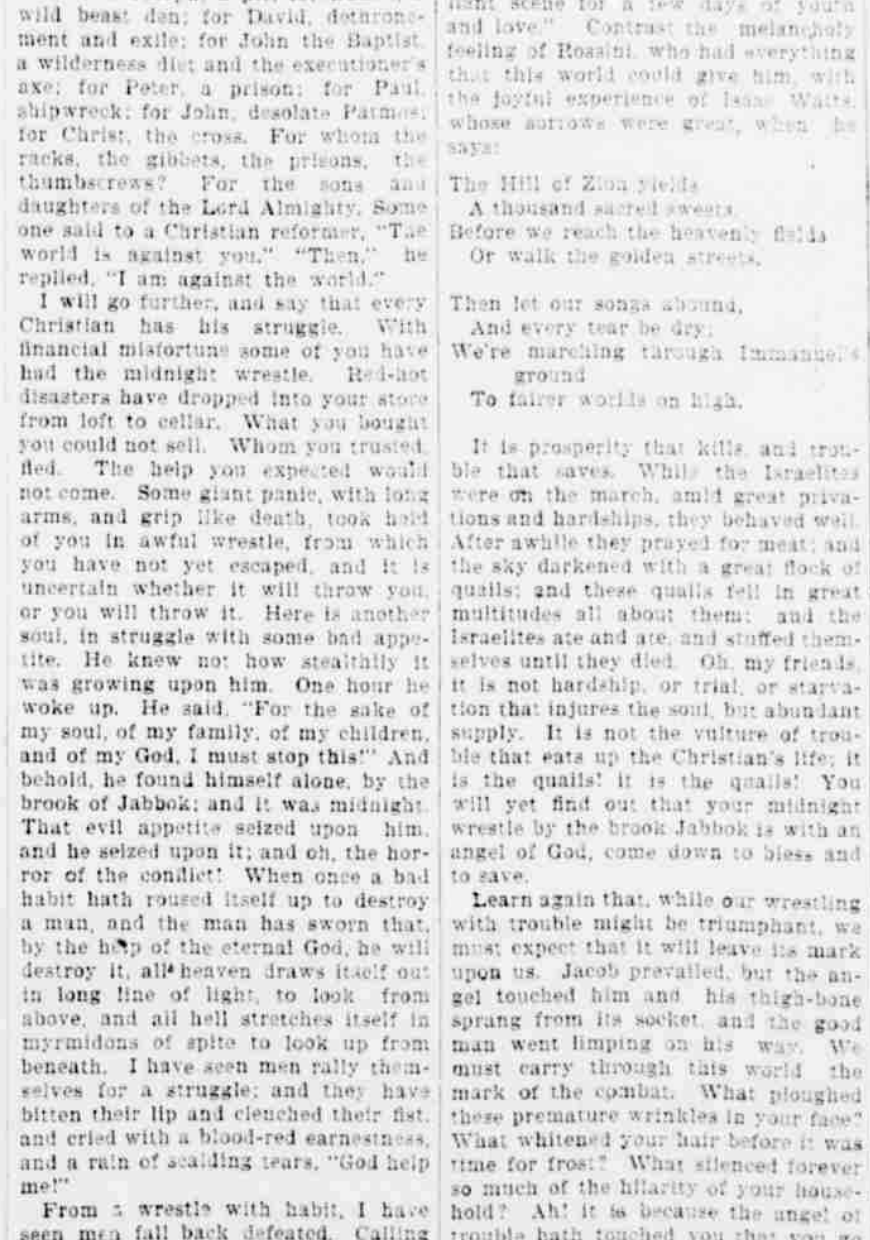 wild beast den; for David, dethrone-
ment and exile; for John the Baptist,
a wilderness diet and the executioner's
axe; for Peter, a prison; for Paul,
shipwreck; for John, desolate Patmos;
for Christ, the cross. For whom the
racks, the gibbets, the prisons, the
thumbscrews? For the sons and
daughters of the Lord Almighty. Some
one said to a Christian reformer, "The
world is against you." "Then," he
replied, "I am against the world."
I will go further, and say that every
Christian has his struggle. With
financial misfortune some of you have
had the midnight wrestle. Red-hot
disasters have dropped into your store
from loft to cellar. What you bought
you could not sell. Whom you trusted,
fled. The help you expected would
not come. Some giant panic, with long
arms, and grip like death, took hold
of you in awful wrestle, from which
you have not yet escaped, and it is
uncertain whether it will throw you,
or you will throw it. Here is another
soul, in struggle with some bad appe-
tite. He knew not how stealthily it
was growing upon him. One hour he
woke up. He said, "For the sake of
my soul, of my family, of my children,
and of my God, I must stop this!" And
behold, he found himself alone, by the
brook of Jabbok; and it was midnight.
That evil appetite seized upon him,
and he seized upon it; and oh, the hor-
ror of the conflict! When once a bad
habit hath roused itself up to destroy
a man, and the man has sworn that,
by the help of the eternal God, he will
destroy it, all heaven draws itself out
in long line of light, to look from
above, and all hell stretches itself in
myrmidons of spite to look up from
beneath. I have seen men rally them-
selves for a struggle; and they have
bitten their lip and clenched their fist,
and cried with a blood-red earnestness,
and a rain of scalding tears, "God help
me!"
From a wrestle with habit, I have
seen men fall back defeated. Calling
scene for a few days of youth
and love." Contrast the melancholy
feeling of Rossini, who had everything
that this world could give him, with
the joyful experience of Isaac Watts,
whose sorrows were great, when he
says:
The Hill of Zion yields
A thousand sacred sweets,
Before we reach the heavenly fields
Or walk the golden streets.
Then let our songs abound,
And every tear be dry;
We're marching through Immanuel's
ground
To fairer worlds on high.
It is prosperity that kills, and trou-
ble that saves. While the Israelites
were on the march, amid great priva-
tions and hardships, they behaved well.
After awhile they prayed for meat; and
the sky darkened with a great flock of
quails; and these quails fell in great
multitudes all about them; and the
Israelites ate and ate, and stuffed them-
selves until they died. Oh, my friends,
it is not hardship, or trial, or starva-
tion that injures the soul, but abundant
supply. It is not the vulture of trou-
ble that eats up the Christian's life; it
is the quails! it is the quails! You
will yet find out that your midnight
wrestle by the brook Jabbok is with an
angel of God, come down to bless and
to save.
Learn again that, while our wrestling
with trouble might be triumphant, we
must expect that it will leave its mark
upon us. Jacob prevailed, but the an-
gel touched him and his thigh-bone
sprang from its socket, and the good
man went limping on his way. We
must carry through this world the
mark of the combat. What ploughed
these premature wrinkles in your face?
What whitened your hair before it was
time for frost? What silenced forever
so much of the hilarity of your house-
hold? Ah! it is because the angel of
trouble hath touched you that you go